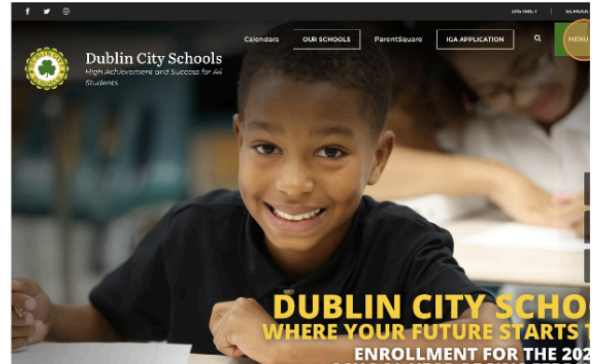 Calendars
OUR SCHOOLS
ParentSquare
IGA APPLICATION
MENU
Dublin City Schools
High Achievement and Success for All
Students
DUBLIN CITY SCHO
WHERE YOUR FUTURE STARTS T
ENROLLMENT FOR THE 202